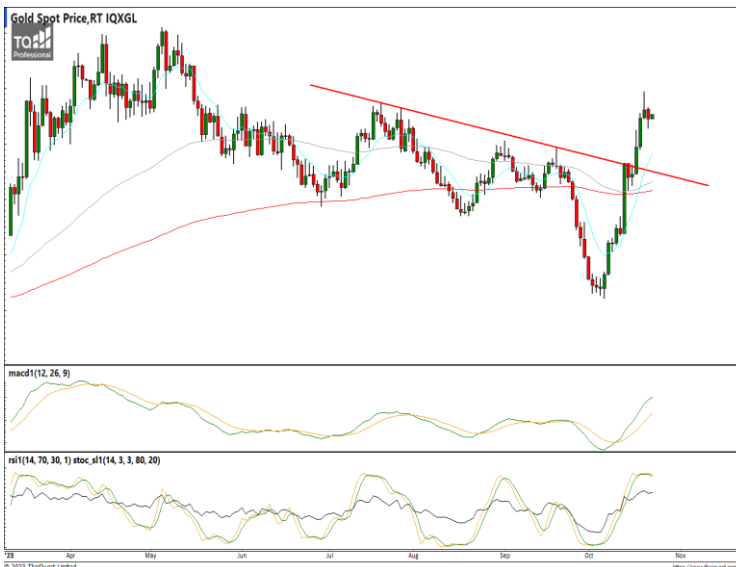 Gold Spot Price,RT IQXGL
TQ
Professional
macd1(12, 26, 9)
rsi1(14, 70, 30, 1) stoc_sl1(14, 3, 3, 80, 20)
'23 Apr May Jun Jul Aug Sep Oct Nov